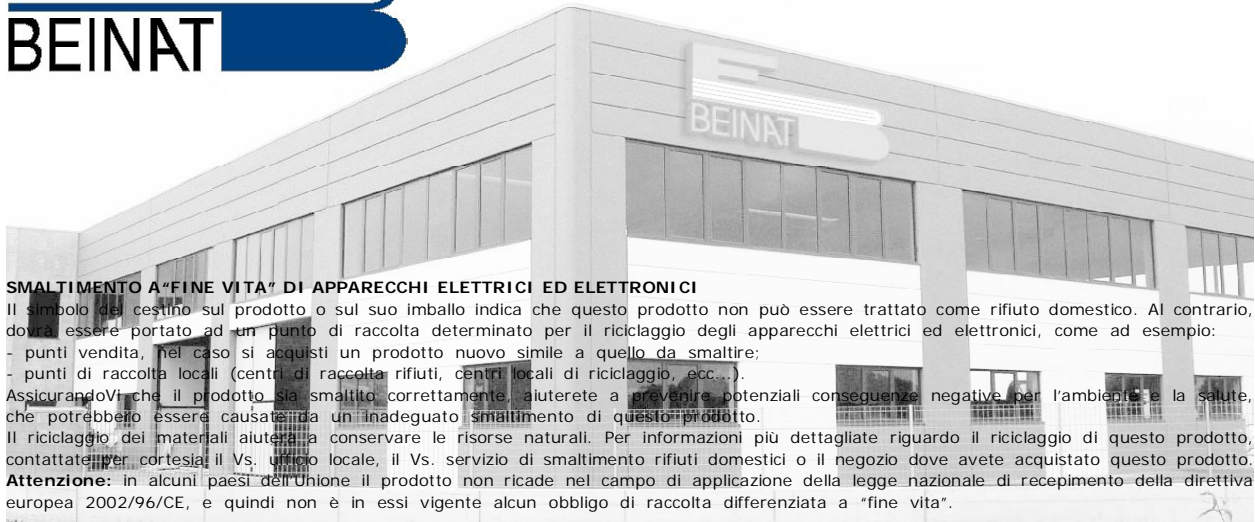 BEINAT
BEINAT
SMALTIMENTO A“FINE VITA” DI APPARECCHI ELETTRICI ED ELETTRONICI
Il simbolo del cestino sul prodotto o sul suo imballo indica che questo prodotto non può essere trattato come rifiuto domestico. Al contrario,
dovrà essere portato ad un punto di raccolta determinato per il riciclaggio degli apparecchi elettrici ed elettronici, come ad esempio:
- punti vendita, nel caso si acquisti un prodotto nuovo simile a quello da smaltire;
- punti di raccolta locali (centri di raccolta rifiuti, centri locali di riciclaggio, ecc...).
AssicurandoVi che il prodotto sia smaltito correttamente, aiuterete a prevenire potenziali conseguenze negative per l’ambiente e la salute,
che potrebbero essere causate da un inadeguato smaltimento di questo prodotto.
Il riciclaggio dei materiali aiuterà a conservare le risorse naturali. Per informazioni più dettagliate riguardo il riciclaggio di questo prodotto,
contattate per cortesia il Vs. ufficio locale, il Vs. servizio di smaltimento rifiuti domestici o il negozio dove avete acquistato questo prodotto.
Attenzione: in alcuni paesi dell’Unione il prodotto non ricade nel campo di applicazione della legge nazionale di recepimento della direttiva
europea 2002/96/CE, e quindi non è in essi vigente alcun obbligo di raccolta differenziata a “fine vita”.